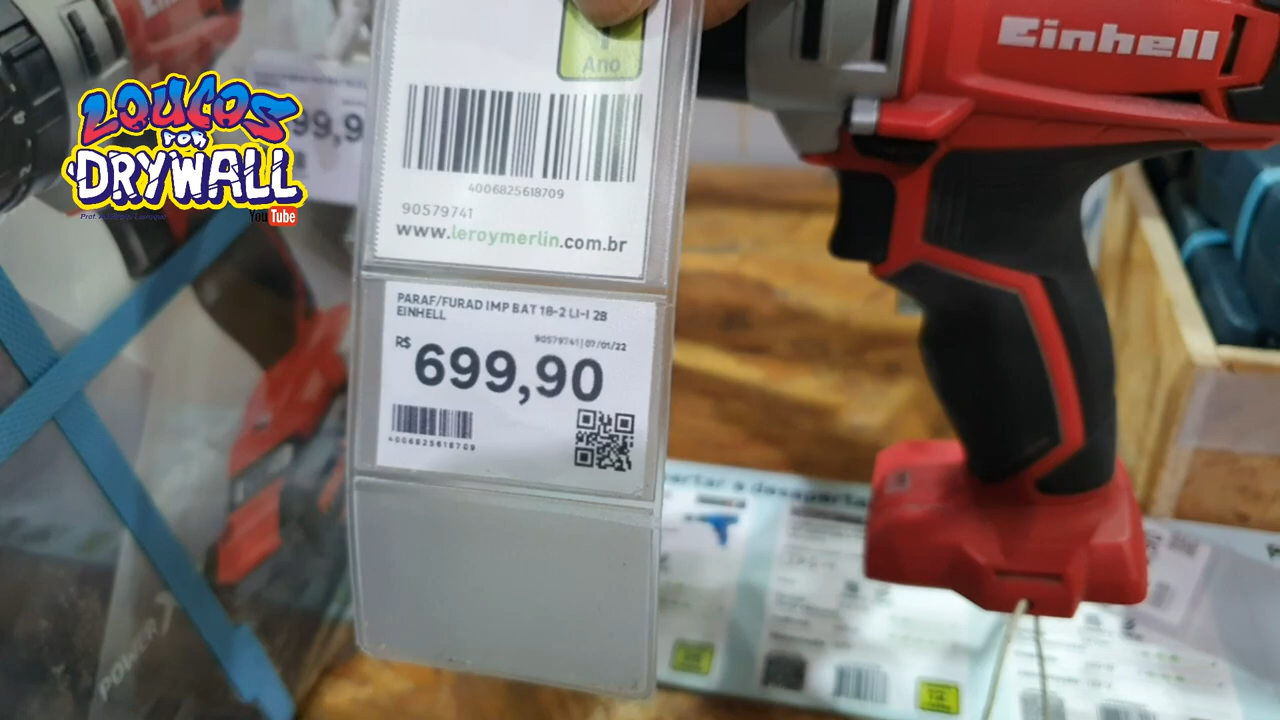 LOUCOS
POR
DRYWALL
YouTube
99,9
1
Ano
4006825618709
90579741
www.leroymerlin.com.br
PARAF/FURAD IMP BAT 18-2 LI-I 2B
EINHELL
90579741|07/01/22
R$ 699,90
4006825618709
Einhell
POWER